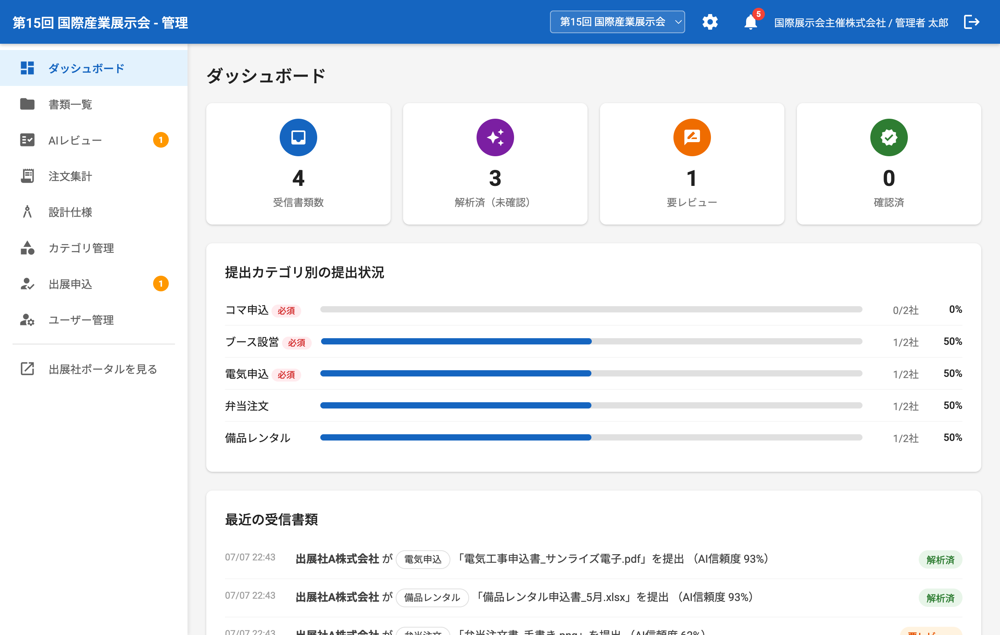 第15回 国際産業展示会 - 管理
第15回 国際産業展示会
5
国際展示会主催株式会社 / 管理者 太郎
ダッシュボード
書類一覧
AIレビュー 1
注文集計
設計仕様
カテゴリ管理
出展申込 1
ユーザー管理
出展社ポータルを見る
ダッシュボード
4
受信書類数
3
解析済（未確認）
1
要レビュー
0
確認済
提出カテゴリ別の提出状況
コマ申込 必須 0/2社 0%
ブース設営 必須 1/2社 50%
電気申込 必須 1/2社 50%
弁当注文 1/2社 50%
備品レンタル 1/2社 50%
最近の受信書類
07/07 22:43 出展社A株式会社 が 電気申込 「電気工事申込書_サンライズ電子.pdf」を提出 （AI信頼度 93%） 解析済
07/07 22:43 出展社A株式会社 が 備品レンタル 「備品レンタル申込書_5月.xlsx」を提出 （AI信頼度 93%） 解析済
07/07 22:43 出展社A株式会社 が 弁当注文 「弁当注文書_手書き.png」を提出 （AI信頼度 62%） 要レビュー